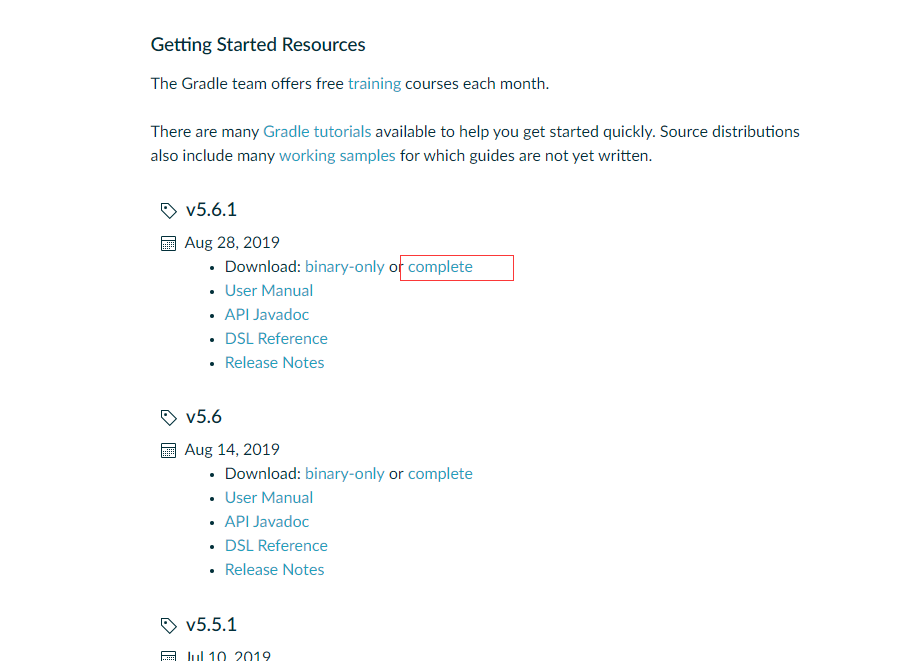 Getting Started Resources
The Gradle team offers free training courses each month.
There are many Gradle tutorials available to help you get started quickly. Source distributions
also include many working samples for which guides are not yet written.
v5.6.1
Aug 28, 2019
Download: binary-only or complete
User Manual
API Javadoc
DSL Reference
Release Notes
v5.6
Aug 14, 2019
Download: binary-only or complete
User Manual
API Javadoc
DSL Reference
Release Notes
v5.5.1
Jul 10, 2019